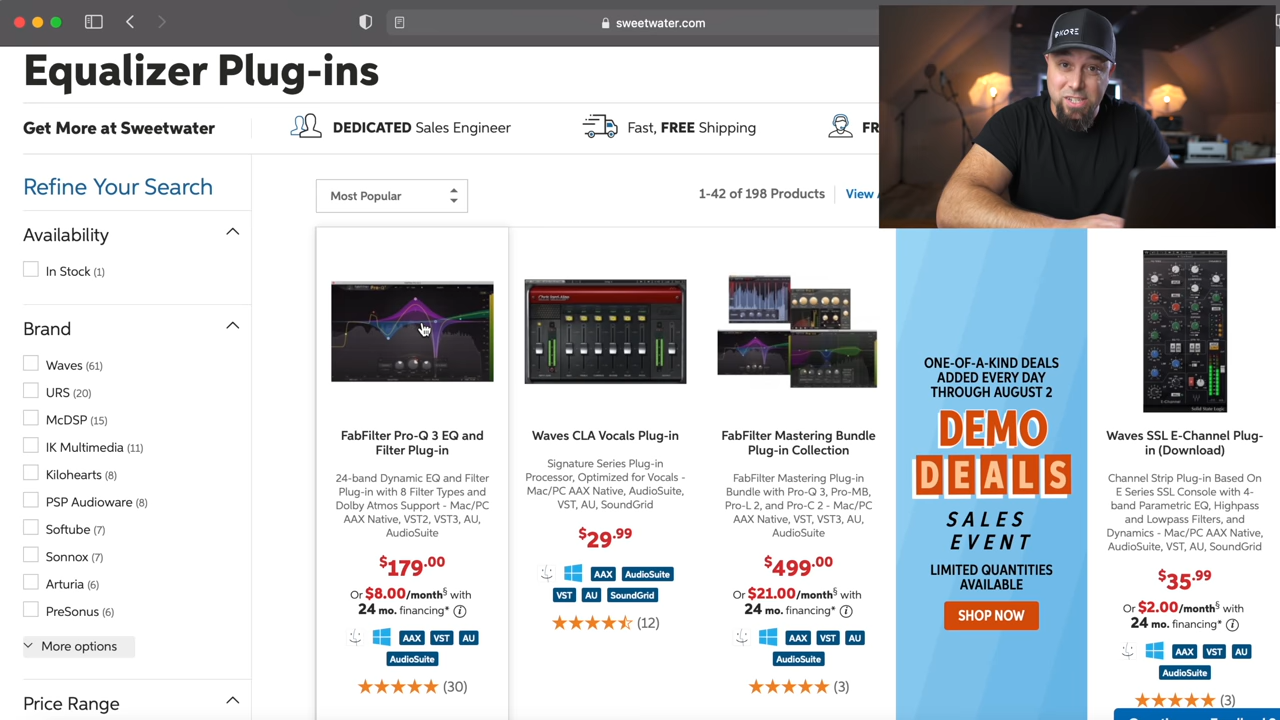 sweetwater.com
KORE
Equalizer Plug-ins
Get More at Sweetwater
DEDICATED Sales Engineer
Fast, FREE Shipping
FR
Refine Your Search
Most Popular
1-42 of 198 Products
View
Availability
In Stock (1)
Brand
Waves (61)
URS (20)
McDSP (15)
IK Multimedia (11)
Kilohearts (8)
PSP Audioware (8)
Softube (7)
Sonnox (7)
Arturia (6)
PreSonus (6)
More options
Price Range
FabFilter Pro-Q 3 EQ and
Filter Plug-in
24-band Dynamic EQ and Filter
Plug-in with 8 Filter Types and
Dolby Atmos Support - Mac/PC
AAX Native, VST2, VST3, AU,
AudioSuite
$179.00
Or $8.00/month§ with
24 mo. financing*
AAX VST AU
AudioSuite
(30)
Waves CLA Vocals Plug-in
Signature Series Plug-in
Processor, Optimized for Vocals -
Mac/PC AAX Native, AudioSuite,
VST, AU, SoundGrid
$29.99
AAX AudioSuite
VST AU SoundGrid
(12)
FabFilter Mastering Bundle
Plug-in Collection
FabFilter Mastering Plug-in
Bundle with Pro-Q 3, Pro-MB,
Pro-L 2, and Pro-C 2 - Mac/PC
AAX Native, VST, VST3, AU,
AudioSuite
$499.00
Or $21.00/month§ with
24 mo. financing*
AAX VST AU
AudioSuite
(3)
ONE-OF-A-KIND DEALS
ADDED EVERY DAY
THROUGH AUGUST 2
DEMO
DEALS
SALES
EVENT
LIMITED QUANTITIES
AVAILABLE
SHOP NOW
Waves SSL E-Channel Plug-
in (Download)
Channel Strip Plug-in Based On
E Series SSL Console with 4-
band Parametric EQ, Highpass
and Lowpass Filters, and
Dynamics - Mac/PC AAX Native,
AudioSuite, VST, AU, SoundGrid
$35.99
Or $2.00/month§ with
24 mo. financing*
AAX VST AU
AudioSuite
(3)